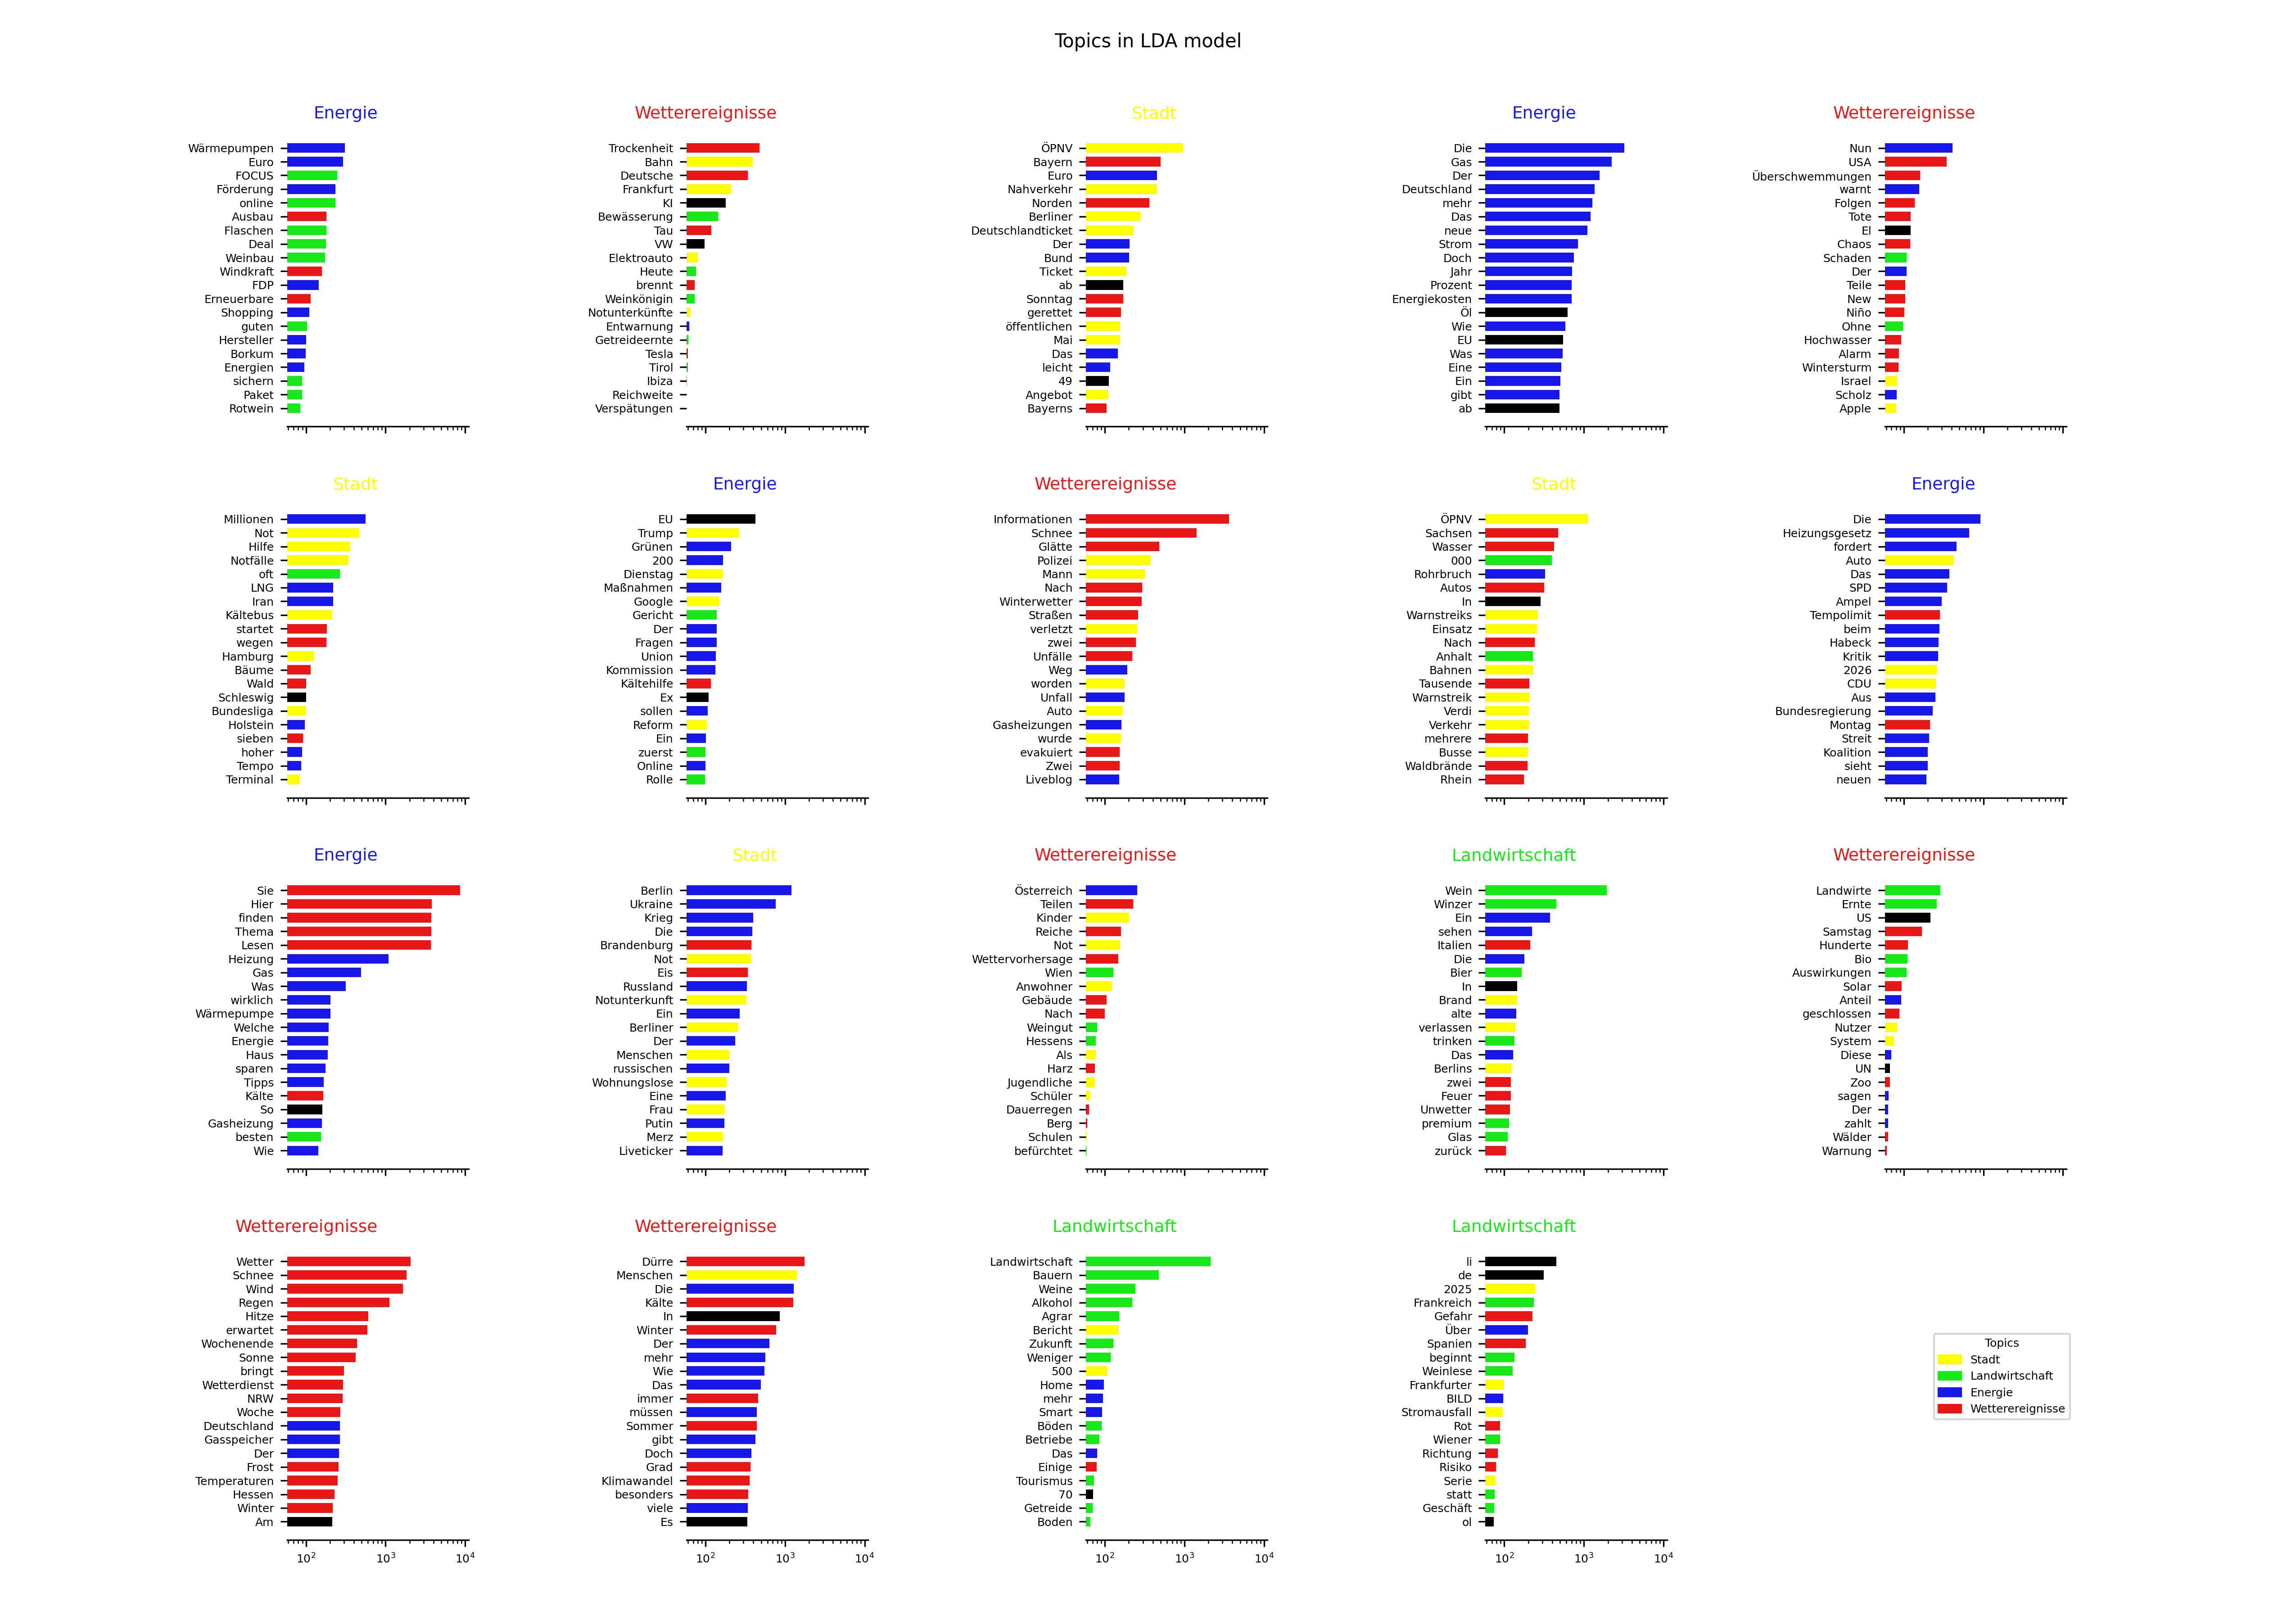 Topics in LDA model
Energie
Wärmepumpen
Euro
FOCUS
Förderung
online
Ausbau
Flaschen
Deal
Weinbau
Windkraft
FDP
Erneuerbare
Shopping
guten
Hersteller
Borkum
Energien
sichern
Paket
Rotwein
Wetterereignisse
Trockenheit
Bahn
Deutsche
Frankfurt
KI
Bewässerung
Tau
VW
Elektroauto
Heute
brennt
Weinkönigin
Notunterkünfte
Entwarnung
Getreideernte
Tesla
Tirol
Ibiza
Reichweite
Verspätungen
Stadt
ÖPNV
Bayern
Euro
Nahverkehr
Norden
Berliner
Deutschlandticket
Der
Bund
Ticket
ab
Sonntag
gerettet
öffentlichen
Mai
Das
leicht
49
Angebot
Bayerns
Energie
Die
Gas
Der
Deutschland
mehr
Das
neue
Strom
Doch
Jahr
Prozent
Energiekosten
Öl
Wie
EU
Was
Eine
Ein
gibt
ab
Wetterereignisse
Nun
USA
Überschwemmungen
warnt
Folgen
Tote
El
Chaos
Schaden
Der
Teile
New
Niño
Ohne
Hochwasser
Alarm
Wintersturm
Israel
Scholz
Apple
Stadt
Millionen
Not
Hilfe
Notfälle
oft
LNG
Iran
Kältebus
startet
wegen
Hamburg
Bäume
Wald
Schleswig
Bundesliga
Holstein
sieben
hoher
Tempo
Terminal
Energie
EU
Trump
Grünen
200
Dienstag
Maßnahmen
Google
Gericht
Der
Fragen
Union
Kommission
Kältehilfe
Ex
sollen
Reform
Ein
zuerst
Online
Rolle
Wetterereignisse
Informationen
Schnee
Glätte
Polizei
Mann
Nach
Winterwetter
Straßen
verletzt
zwei
Unfälle
Weg
worden
Unfall
Auto
Gasheizungen
wurde
evakuiert
Zwei
Liveblog
Stadt
ÖPNV
Sachsen
Wasser
000
Rohrbruch
Autos
In
Warnstreiks
Einsatz
Nach
Anhalt
Bahnen
Tausende
Warnstreik
Verdi
Verkehr
mehrere
Busse
Waldbrände
Rhein
Energie
Die
Heizungsgesetz
fordert
Auto
Das
SPD
Ampel
Tempolimit
beim
Habeck
Kritik
2026
CDU
Aus
Bundesregierung
Montag
Streit
Koalition
sieht
neuen
Energie
Sie
Hier
finden
Thema
Lesen
Heizung
Gas
Was
wirklich
Wärmepumpe
Welche
Energie
Haus
sparen
Tipps
Kälte
So
Gasheizung
besten
Wie
Stadt
Berlin
Ukraine
Krieg
Die
Brandenburg
Not
Eis
Russland
Notunterkunft
Ein
Berliner
Der
Menschen
russischen
Wohnungslose
Eine
Frau
Putin
Merz
Liveticker
Wetterereignisse
Österreich
Teilen
Kinder
Reiche
Not
Wettervorhersage
Wien
Anwohner
Gebäude
Nach
Weingut
Hessens
Als
Harz
Jugendliche
Schüler
Dauerregen
Berg
Schulen
befürchtet
Landwirtschaft
Wein
Winzer
Ein
sehen
Italien
Die
Bier
In
Brand
alte
verlassen
trinken
Das
Berlins
zwei
Feuer
Unwetter
premium
Glas
zurück
Wetterereignisse
Landwirte
Ernte
US
Samstag
Hunderte
Bio
Auswirkungen
Solar
Anteil
geschlossen
Nutzer
System
Diese
UN
Zoo
sagen
Der
zahlt
Wälder
Warnung
Wetterereignisse
Wetter
Schnee
Wind
Regen
Hitze
erwartet
Wochenende
Sonne
bringt
Wetterdienst
NRW
Woche
Deutschland
Gasspeicher
Der
Frost
Temperaturen
Hessen
Winter
Am
10² 10³ 10⁴
Wetterereignisse
Dürre
Menschen
Die
Kälte
In
Winter
Der
mehr
Wie
Das
immer
müssen
Sommer
gibt
Doch
Grad
Klimawandel
besonders
viele
Es
10² 10³ 10⁴
Landwirtschaft
Landwirtschaft
Bauern
Weine
Alkohol
Agrar
Bericht
Zukunft
Weniger
500
Home
mehr
Smart
Böden
Betriebe
Das
Einige
Tourismus
70
Getreide
Boden
10² 10³ 10⁴
Landwirtschaft
li
de
2025
Frankreich
Gefahr
Über
Spanien
beginnt
Weinlese
Frankfurter
BILD
Stromausfall
Rot
Wiener
Richtung
Risiko
Serie
statt
Geschäft
ol
10² 10³ 10⁴
Topics
Stadt
Landwirtschaft
Energie
Wetterereignisse